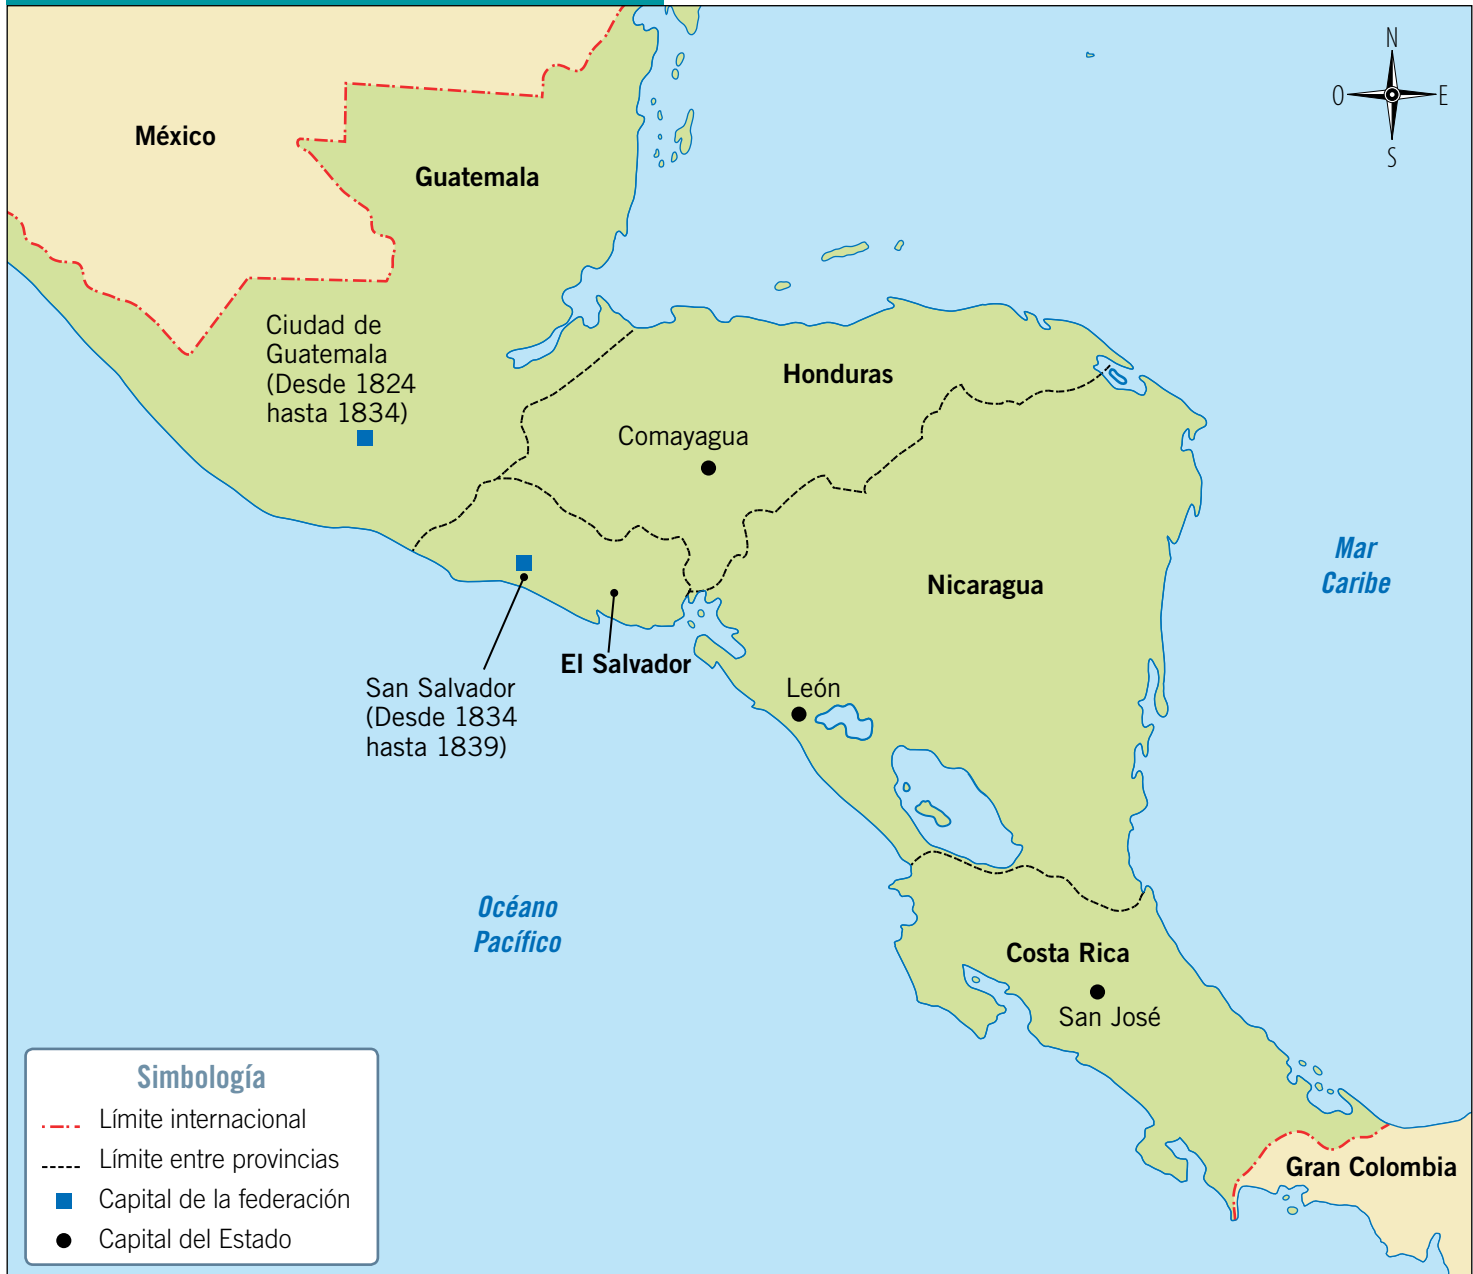 N
O
E
S
México
Guatemala
Ciudad de
Guatemala
(Desde 1824
hasta 1834)
Honduras
Comayagua
Mar
Caribe
Nicaragua
El Salvador
San Salvador
(Desde 1834
hasta 1839)
León
Océano
Pacífico
Costa Rica
San José
Gran Colombia
Simbología
Límite internacional
Límite entre provincias
Capital de la federación
Capital del Estado